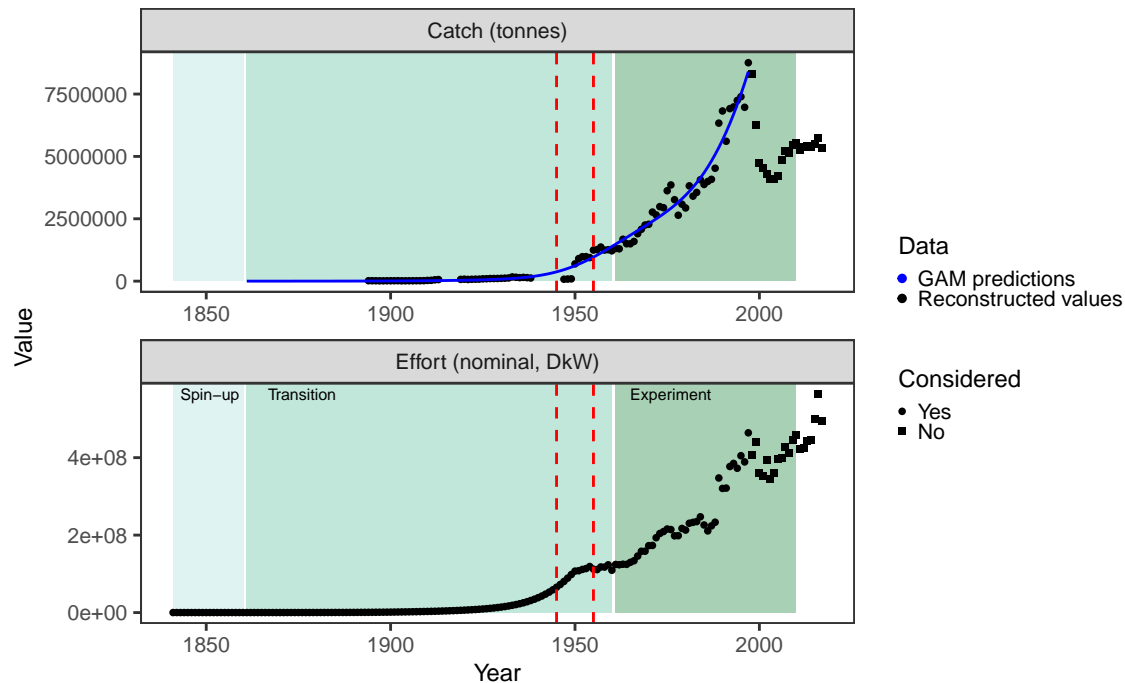 Catch (tonnes)
7500000
5000000
2500000
0
1850 1900 1950 2000
Value
Effort (nominal, DkW)
Spin−up Transition Experiment
4e+08
2e+08
0e+00
1850 1900 1950 2000
Year
Data
GAM predictions
Reconstructed values
Considered
Yes
No